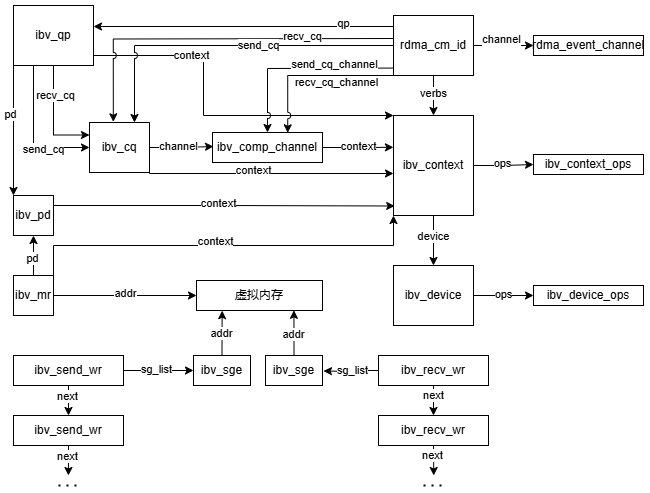 ibv_qp
qp
rdma_cm_id
channel
rdma_event_channel
recv_cq
send_cq
context
send_cq_channel
recv_cq_channel
verbs
pd
recv_cq
send_cq
ibv_cq
channel
ibv_comp_channel
context
ibv_context
ops
ibv_context_ops
context
ibv_pd
context
device
context
pd
ibv_mr
addr
虚拟内存
ibv_device
ops
ibv_device_ops
addr
addr
ibv_send_wr
sg_list
ibv_sge
ibv_sge
sg_list
ibv_recv_wr
next
next
ibv_send_wr
ibv_recv_wr
next
next
...
...